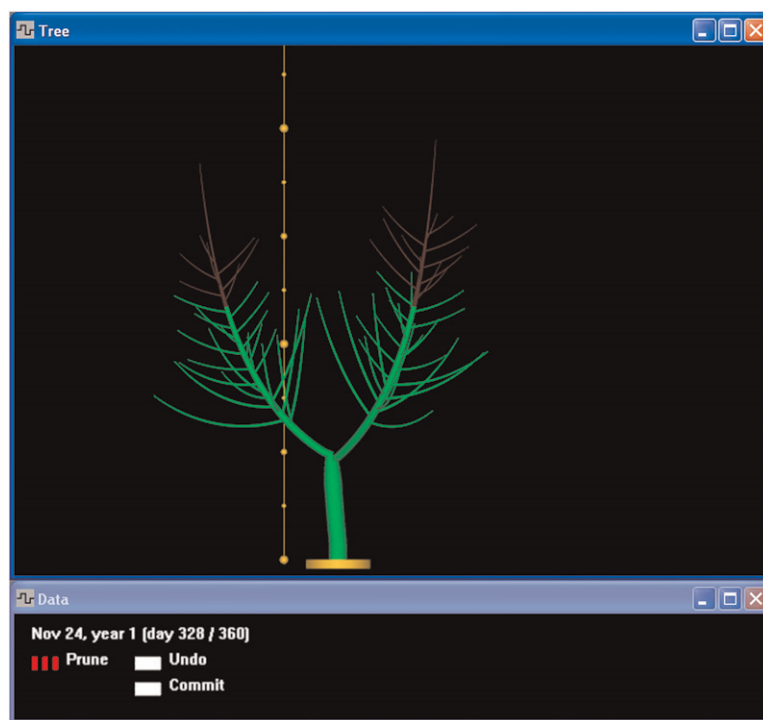 Tree
Data
Nov 24, year 1 (day 328 / 360)
Prune Undo
Commit